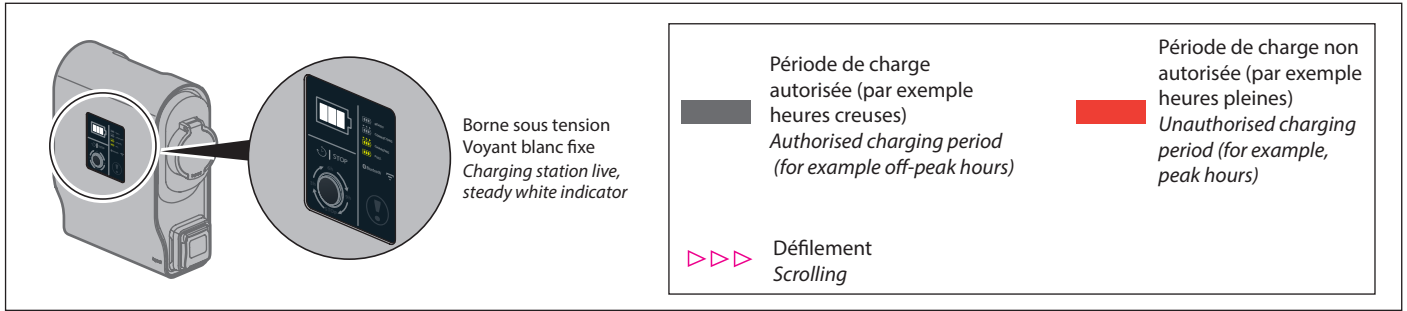 Borne sous tension
Voyant blanc fixe
Charging station live,
steady white indicator
STOP
Bluetooth
Période de charge
autorisée (par exemple
heures creuses)
Authorised charging period
(for example off-peak hours)
Période de charge non
autorisée (par exemple
heures pleines)
Unauthorised charging
period (for example,
peak hours)
Défilement
Scrolling